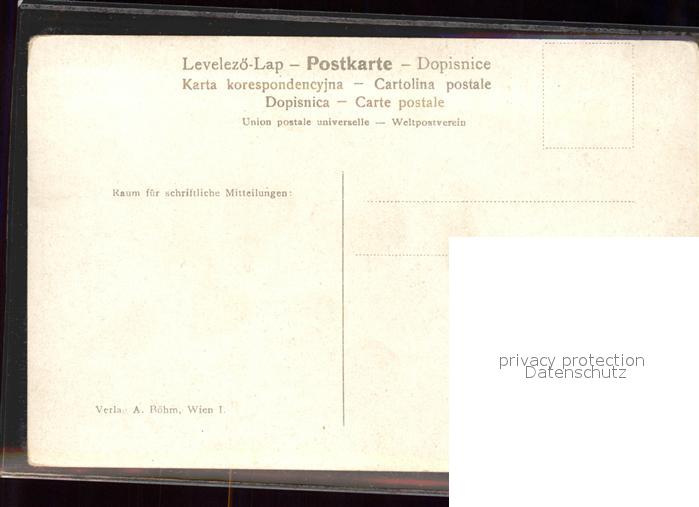 Levelező-Lap – Postkarte – Dopisnice
Karta korespondencyjna — Cartolina postale
Dopisnica — Carte postale
Union postale universelle — Weltpostverein
Raum für schriftliche Mitteilungen:
Verlag A. Böhm, Wien I.
privacy protection
Datenschutz